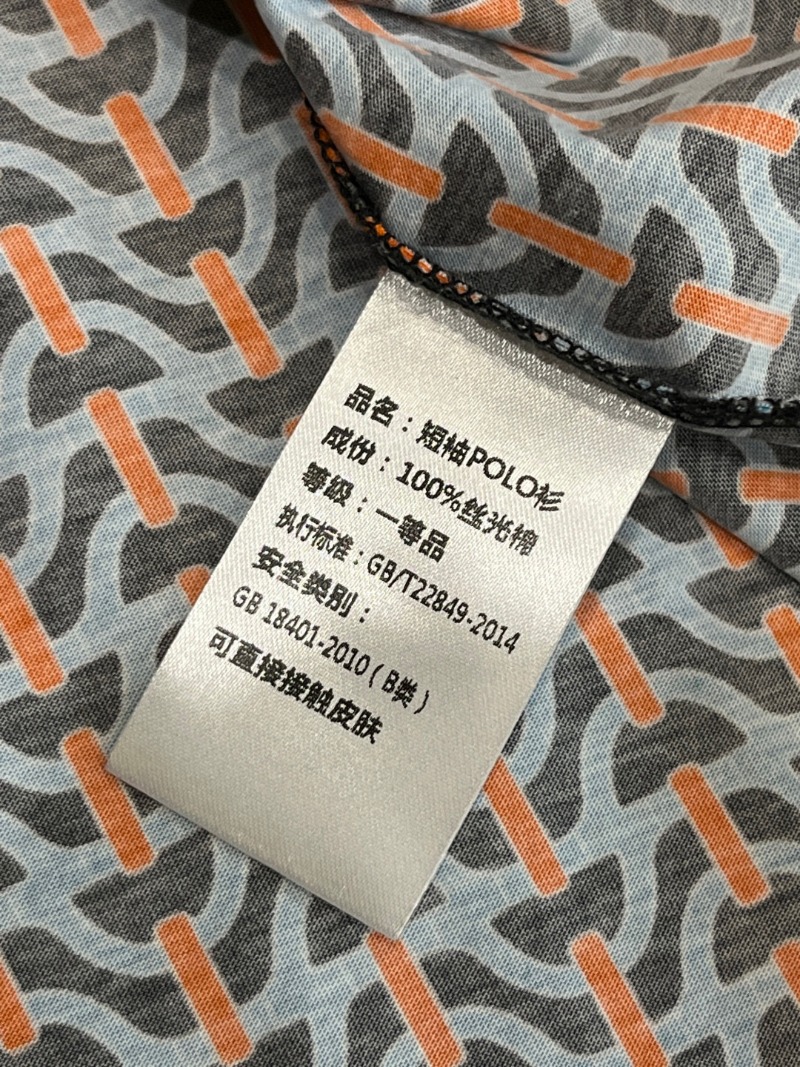 品名：短袖POLO衫
成份：100%丝光棉
等级：一等品
执行标准：GB/T22849-2014
安全类别：
GB 18401-2010（B类）
可直接接触皮肤